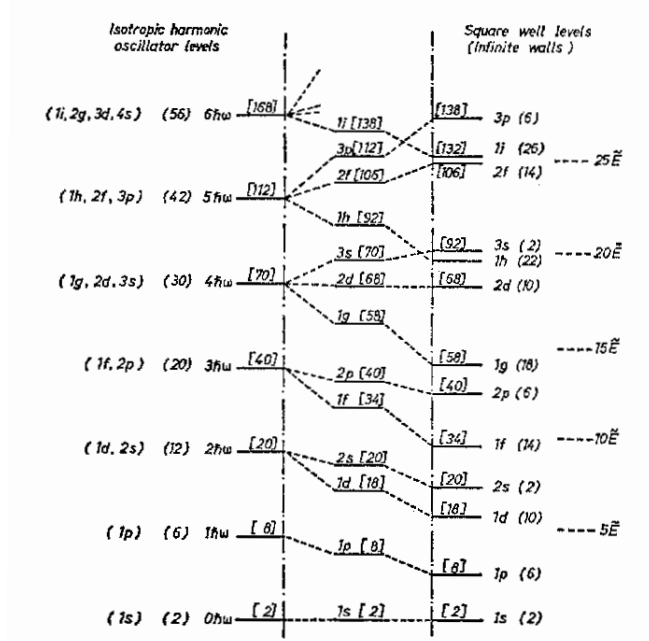 Isotropic harmonic
oscillator levels
Square well levels
(Infinite walls)
(1i, 2g, 3d, 4s) (56) 6ħω [168]
1i [138]
[138] 3p (6)
3p [112]
[132] 1i (26)
25Ẽ
2f [106]
[106] 2f (14)
(1h, 2f, 3p) (42) 5ħω [112]
1h [92]
3s [70]
[92] 3s (2)
20Ẽ
1h (22)
(1g, 2d, 3s) (30) 4ħω [70]
2d [68]
[68] 2d (10)
1g [58]
15Ẽ
(1f, 2p) (20) 3ħω [40]
[58] 1g (18)
2p [40]
[40] 2p (6)
1f [34]
[34] 1f (14)
10Ẽ
(1d, 2s) (12) 2ħω [20]
2s [20]
[20] 2s (2)
1d [18]
[18] 1d (10)
5Ẽ
(1p) (6) 1ħω [8]
1p [8]
[8] 1p (6)
(1s) (2) 0ħω [2]
1s [2]
[2] 1s (2)